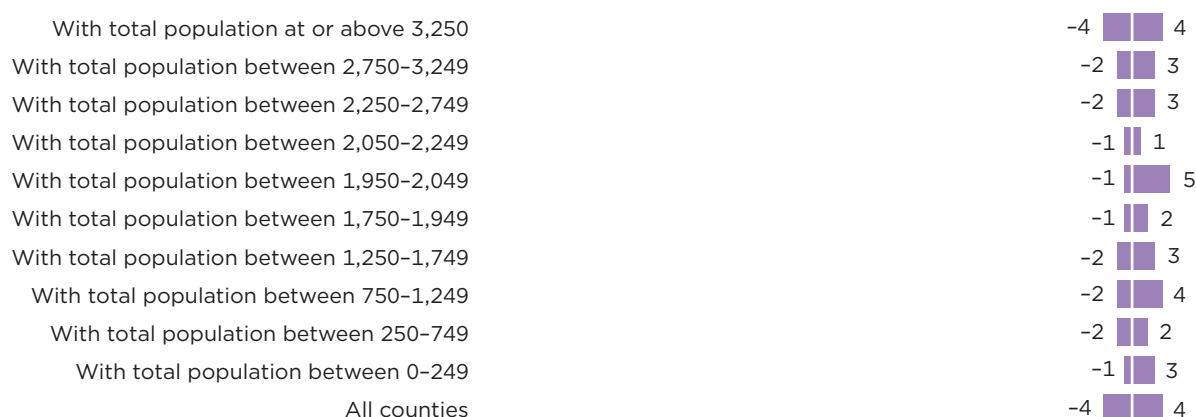 With total population at or above 3,250 -4 4
With total population between 2,750–3,249 -2 3
With total population between 2,250–2,749 -2 3
With total population between 2,050–2,249 -1 1
With total population between 1,950–2,049 -1 5
With total population between 1,750–1,949 -1 2
With total population between 1,250–1,749 -2 3
With total population between 750–1,249 -2 4
With total population between 250–749 -2 2
With total population between 0–249 -1 3
All counties -4 4